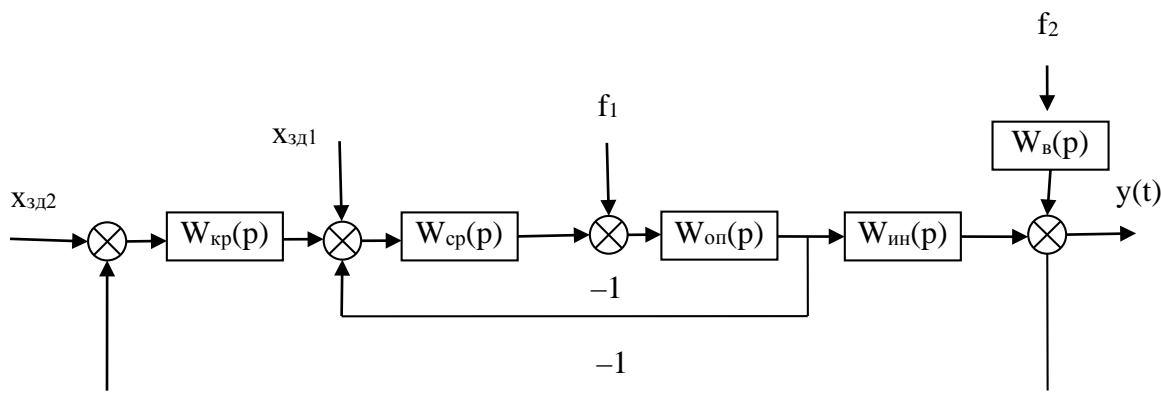 f₂
xзд1
f₁
Wв(p)
xзд2
y(t)
Wкр(p)
Wср(p)
Wоп(p)
Wин(p)
–1
–1